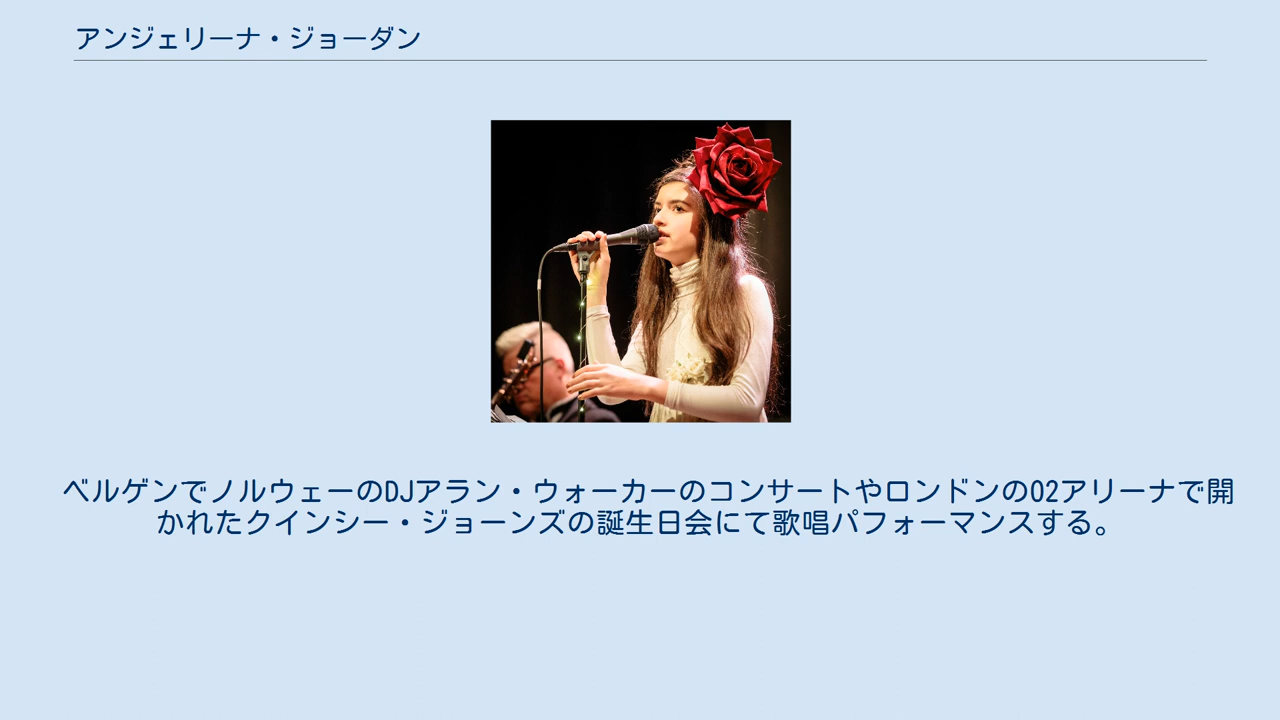 アンジェリーナ・ジョーダン
ベルゲンでノルウェーのDJアラン・ウォーカーのコンサートやロンドンのO2アリーナで開
かれたクインシー・ジョーンズの誕生日会にて歌唱パフォーマンスする。